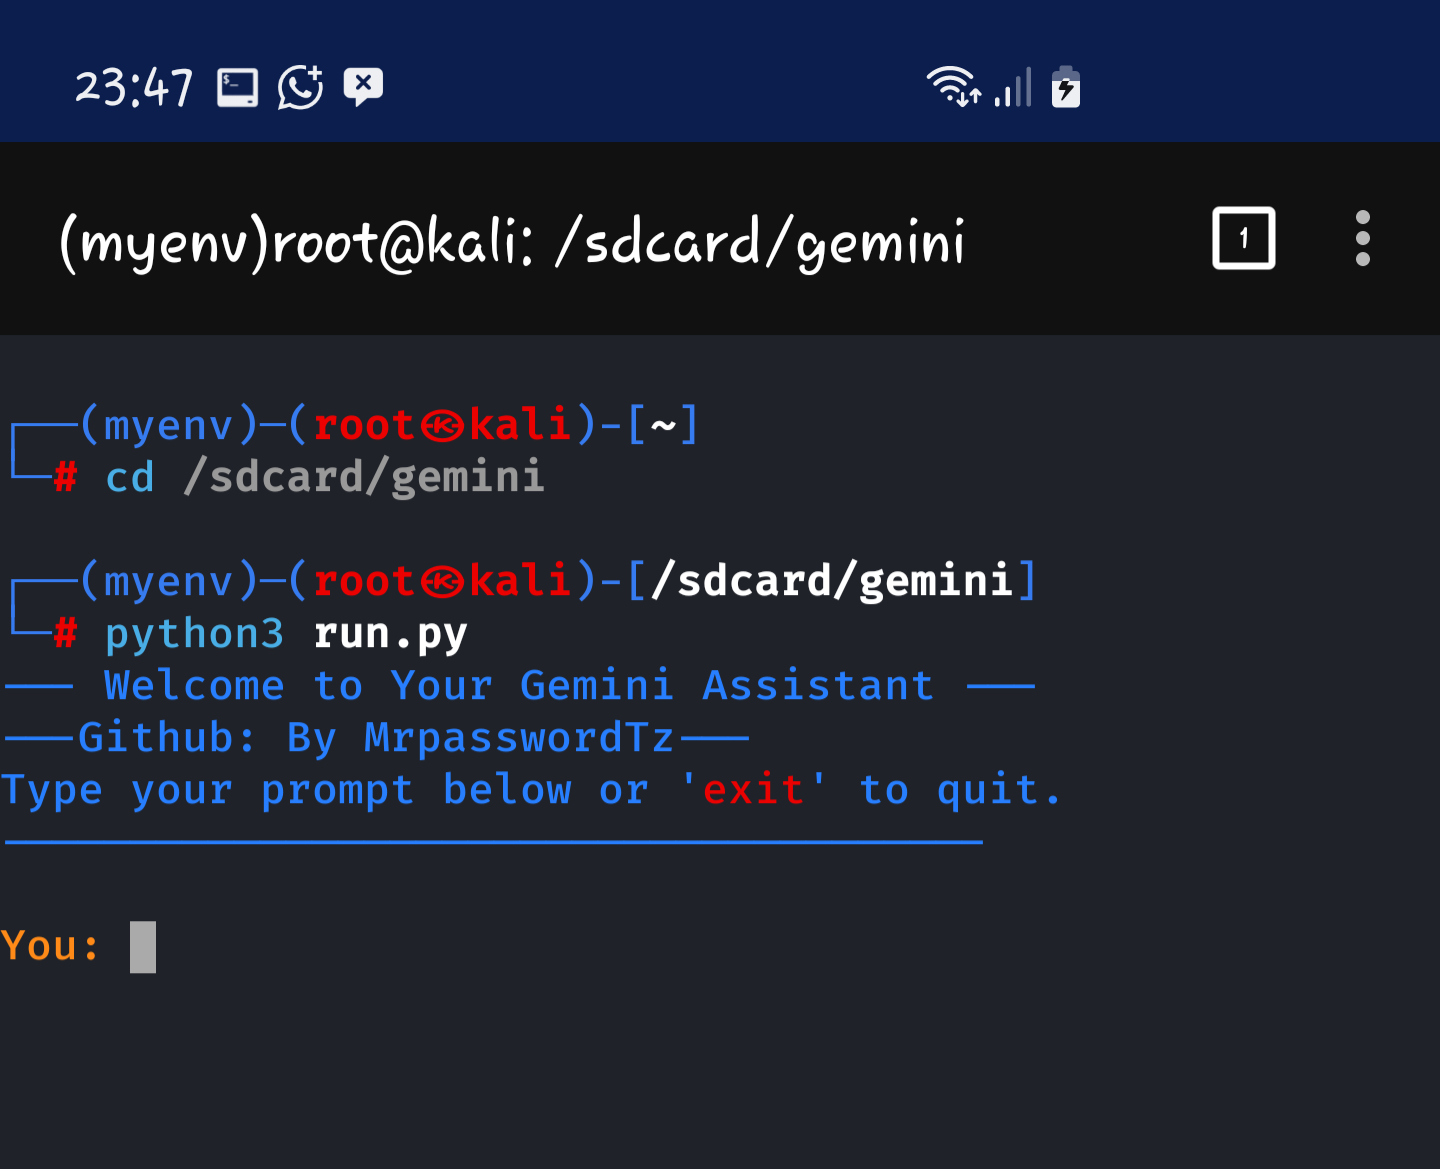 23:47
(myenv)root@kali: /sdcard/gemini
1
┌──(myenv)─(root㉿kali)-[~]
└─# cd /sdcard/gemini
┌──(myenv)─(root㉿kali)-[/sdcard/gemini]
└─# python3 run.py
─── Welcome to Your Gemini Assistant ───
───Github: By MrpasswordTz───
Type your prompt below or 'exit' to quit.
You: